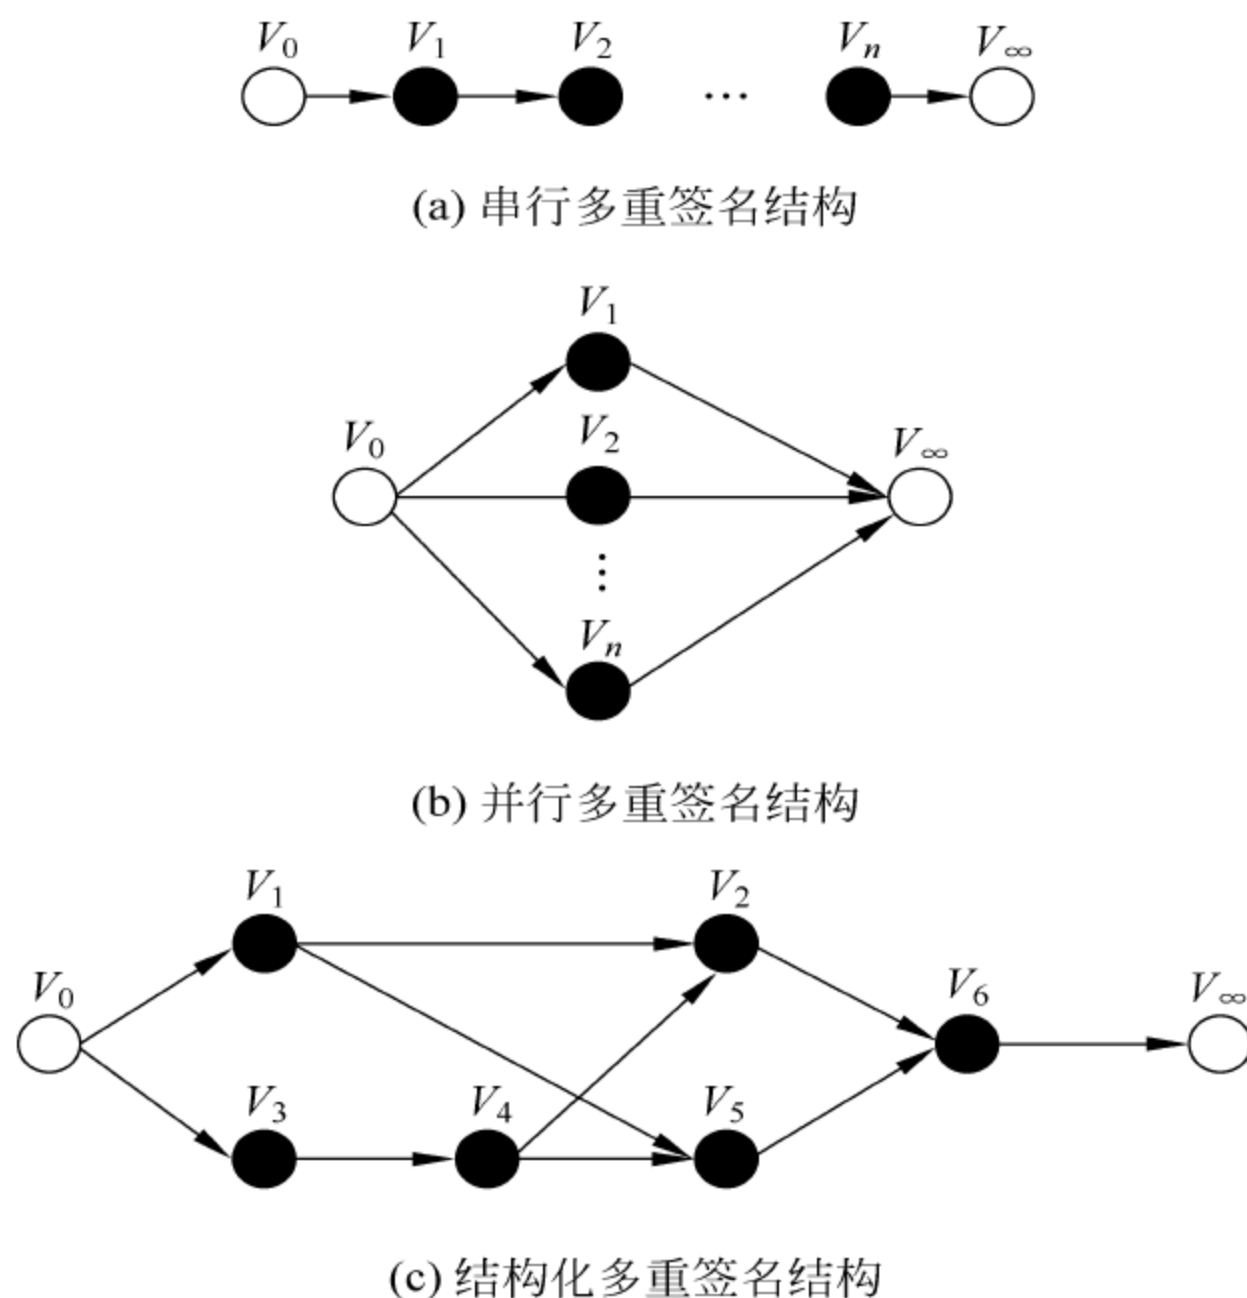 V₀ V₁ V₂ ⋯ Vₙ V∞
(a) 串行多重签名结构
V₁
V₂
V₀ V∞
⋮
Vₙ
(b) 并行多重签名结构
V₁ V₂
V₀ V₆ V∞
V₃ V₄ V₅
(c) 结构化多重签名结构